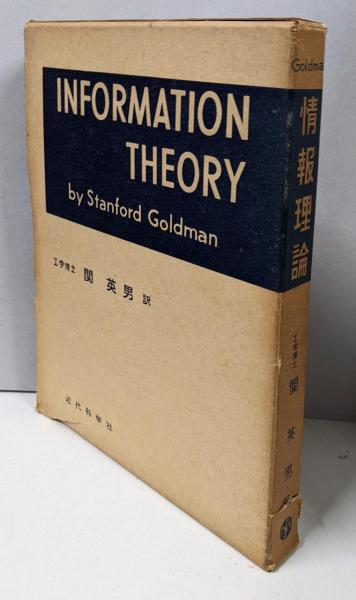 INFORMATION
THEORY
by Stanford Goldman
工学博士 関 英男 訳
近代科学社
Goldma
情報理論
工学博士 関 英男